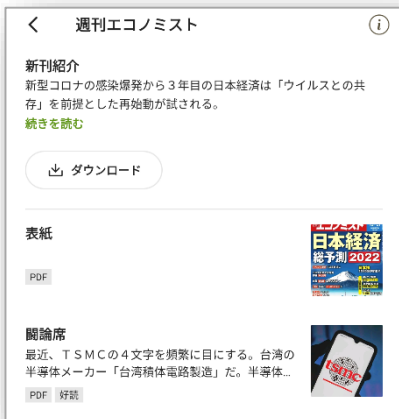 週刊エコノミスト
i
新刊紹介
新型コロナの感染爆発から３年目の日本経済は「ウイルスとの共
存」を前提とした再始動が試される。
続きを読む
ダウンロード
表紙
エコノミスト
日本経済
総予測 2022
PDF
闘論席
最近、ＴＳＭＣの４文字を頻繁に目にする。台湾の
半導体メーカー「台湾積体電路製造」だ。半導体...
tsmc
PDF 好読